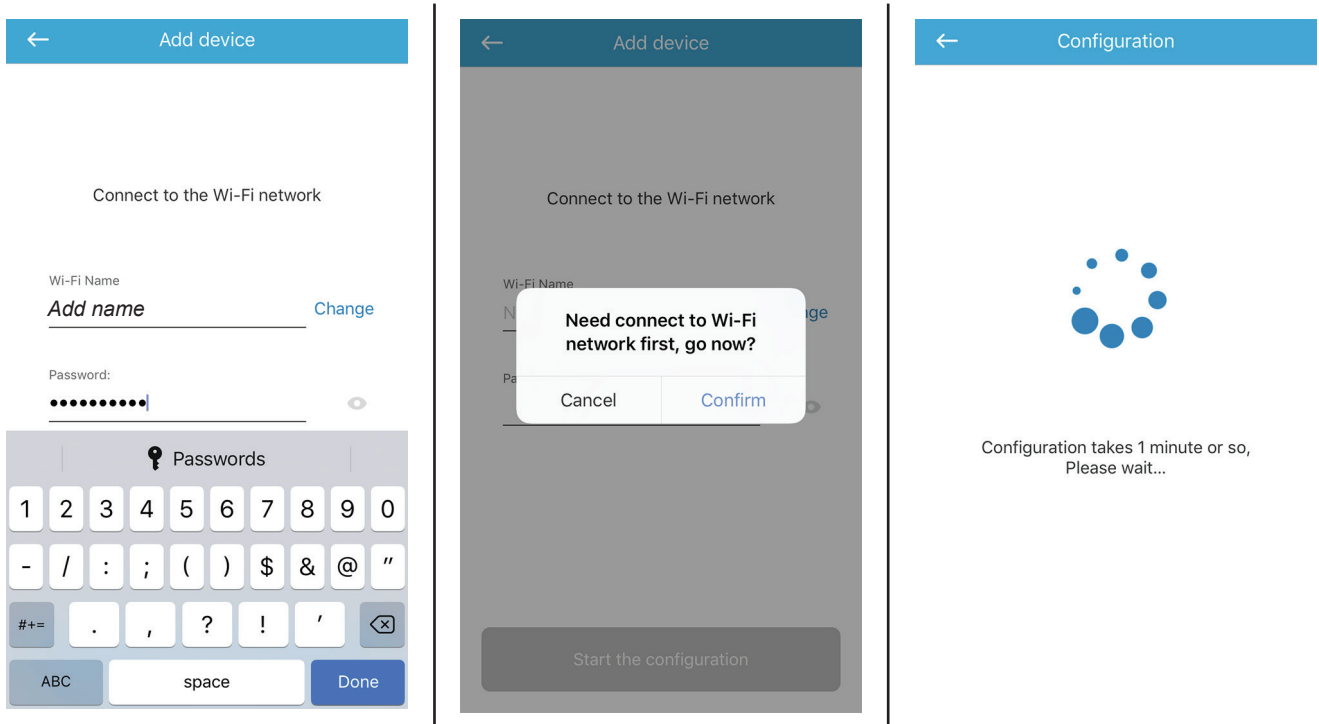 Add device
Connect to the Wi-Fi network
Wi-Fi Name
Add name
Change
Password:
••••••••••
Passwords
1 2 3 4 5 6 7 8 9 0
- / : ; ( ) $ & @ "
#+= . , ? ! '
ABC space Done
Add device
Connect to the Wi-Fi network
Wi-Fi Name
N
nge
Need connect to Wi-Fi
network first, go now?
Pa
Cancel Confirm
Start the configuration
Configuration
Configuration takes 1 minute or so,
Please wait...